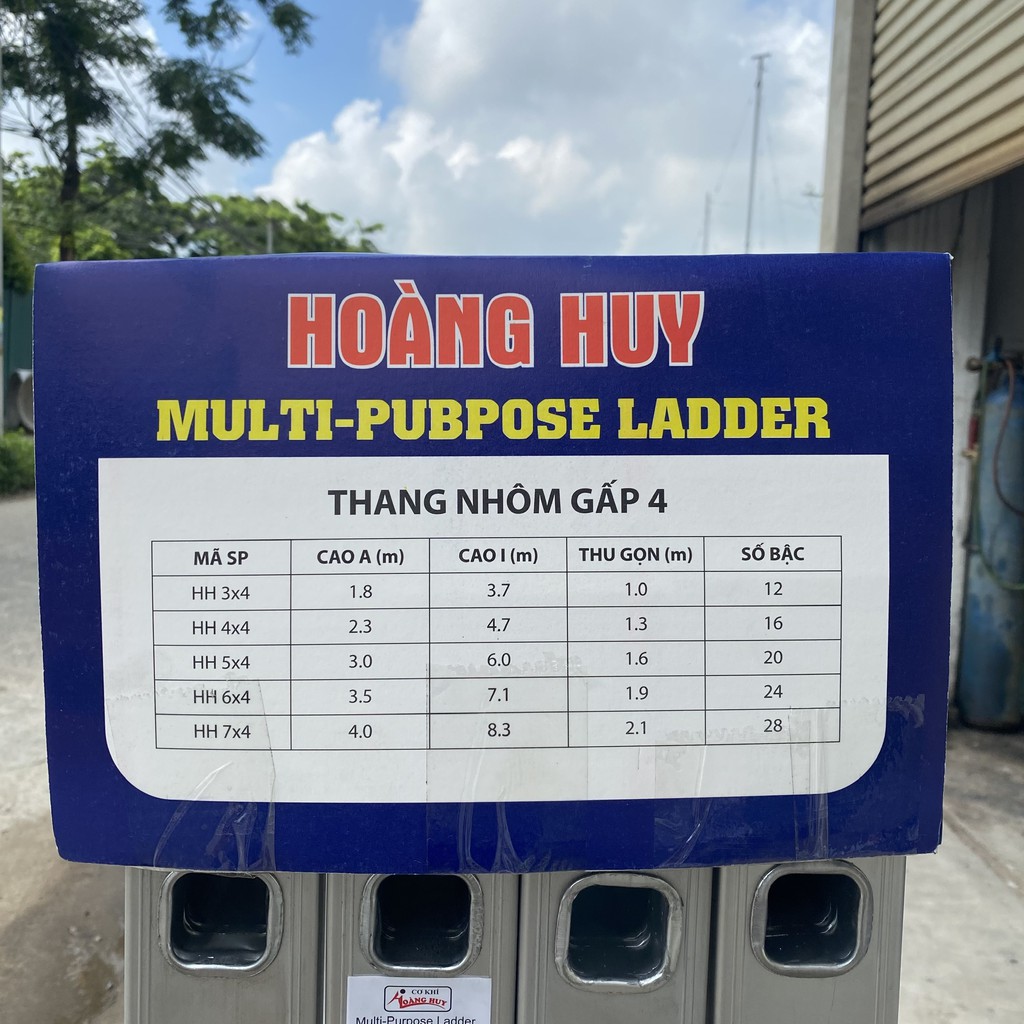 HOÀNG HUY
MULTI-PUBPOSE LADDER
THANG NHÔM GẤP 4
MÃ SP CAO A (m) CAO I (m) THU GỌN (m) SỐ BẬC
HH 3x4 1.8 3.7 1.0 12
HH 4x4 2.3 4.7 1.3 16
HH 5x4 3.0 6.0 1.6 20
HH 6x4 3.5 7.1 1.9 24
HH 7x4 4.0 8.3 2.1 28
CƠ KHÍ
HOÀNG HUY
Multi-Purpose Ladder